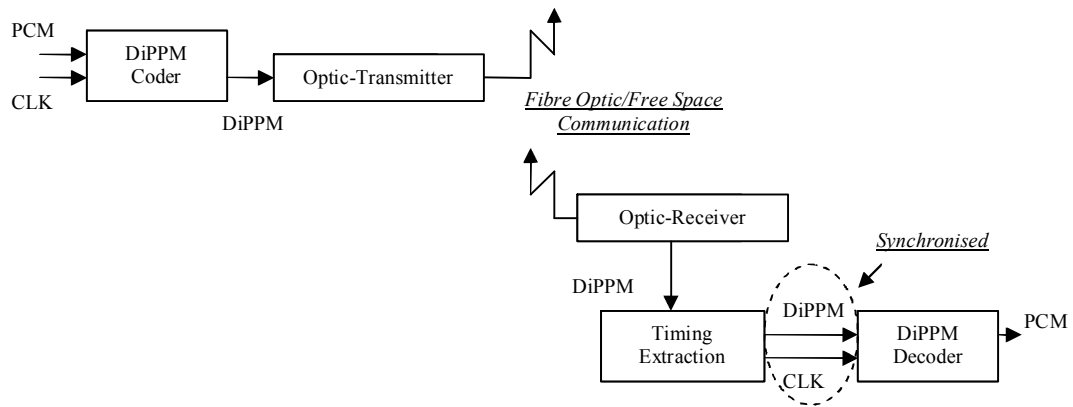 PCM
CLK
DiPPM
Coder
DiPPM
Optic-Transmitter
Fibre Optic/Free Space
Communication
Optic-Receiver
Synchronised
DiPPM
Timing
Extraction
DiPPM
CLK
DiPPM
Decoder
PCM